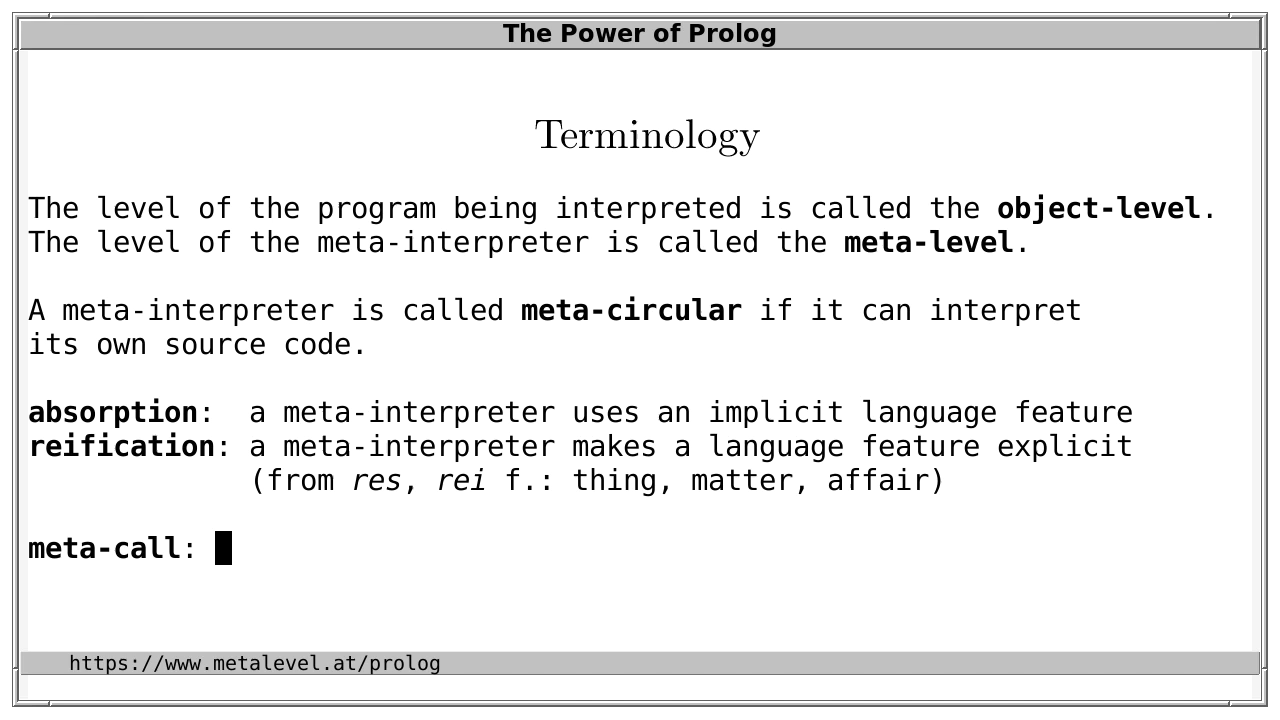 The Power of Prolog
Terminology
The level of the program being interpreted is called the object-level.
The level of the meta-interpreter is called the meta-level.
A meta-interpreter is called meta-circular if it can interpret
its own source code.
absorption: a meta-interpreter uses an implicit language feature
reification: a meta-interpreter makes a language feature explicit
(from res, rei f.: thing, matter, affair)
meta-call:
https://www.metalevel.at/prolog